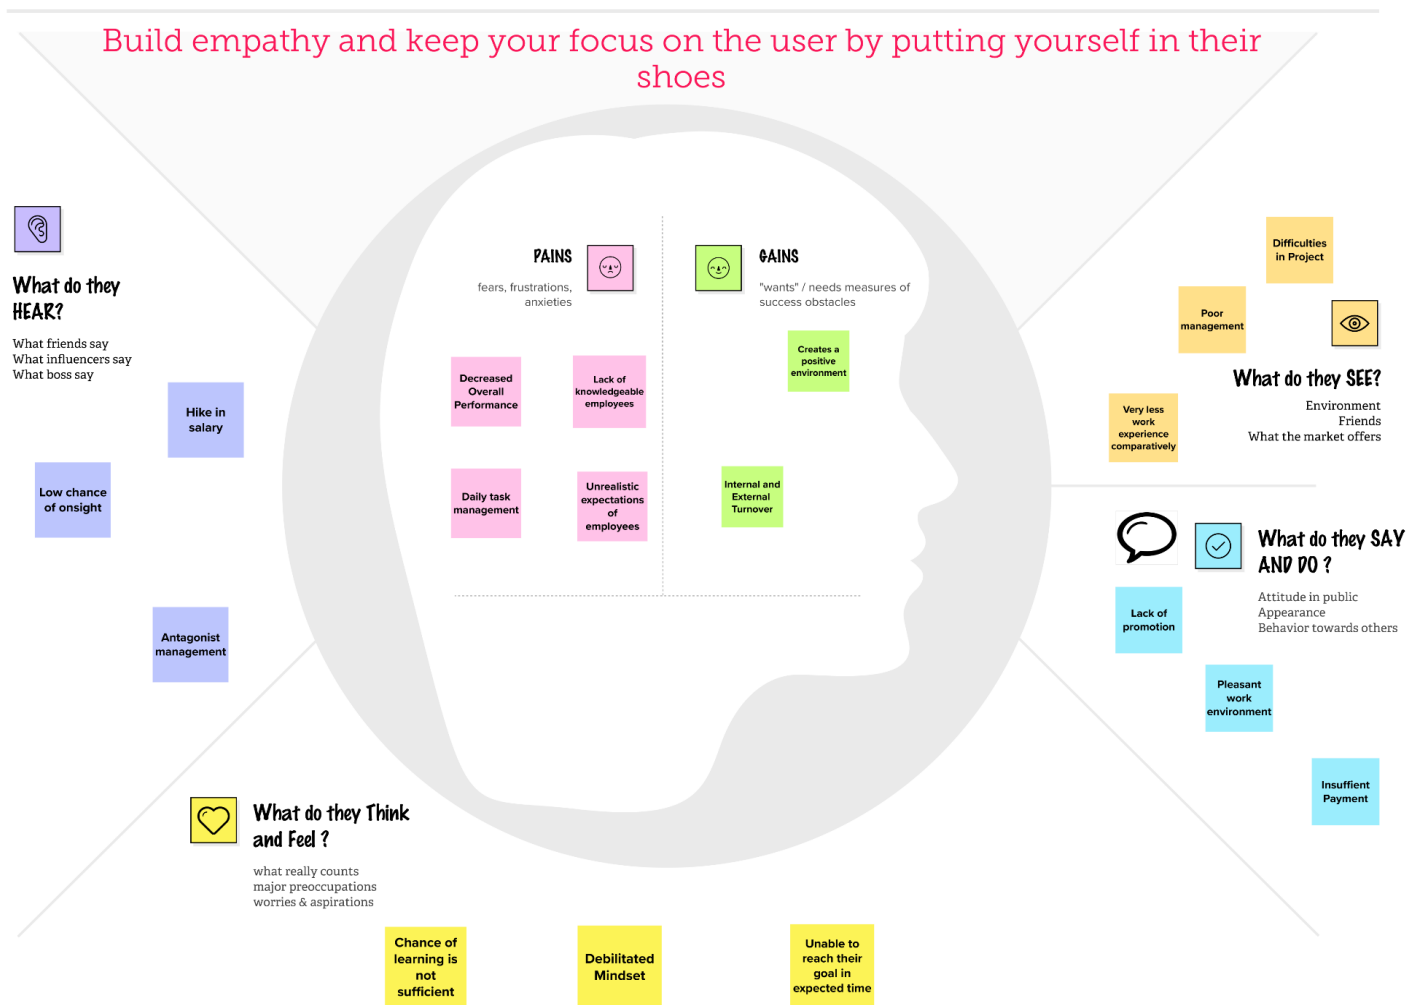 Build empathy and keep your focus on the user by putting yourself in their
shoes
What do they
HEAR?
What friends say
What influencers say
What boss say
Hike in
salary
Low chance
of onsight
Antagonist
management
PAINS
fears, frustrations,
anxieties
Decreased
Overall
Performance
Lack of
knowledgeable
employees
Daily task
management
Unrealistic
expectations
of
employees
GAINS
"wants" / needs measures of
success obstacles
Creates a
positive
environment
Internal and
External
Turnover
Difficulties
in Project
Poor
management
What do they SEE?
Environment
Friends
What the market offers
Very less
work
experience
comparatively
What do they SAY
AND DO ?
Attitude in public
Appearance
Behavior towards others
Lack of
promotion
Pleasant
work
environment
Insuffient
Payment
What do they Think
and Feel ?
what really counts
major preoccupations
worries & aspirations
Chance of
learning is
not
sufficient
Debilitated
Mindset
Unable to
reach their
goal in
expected time